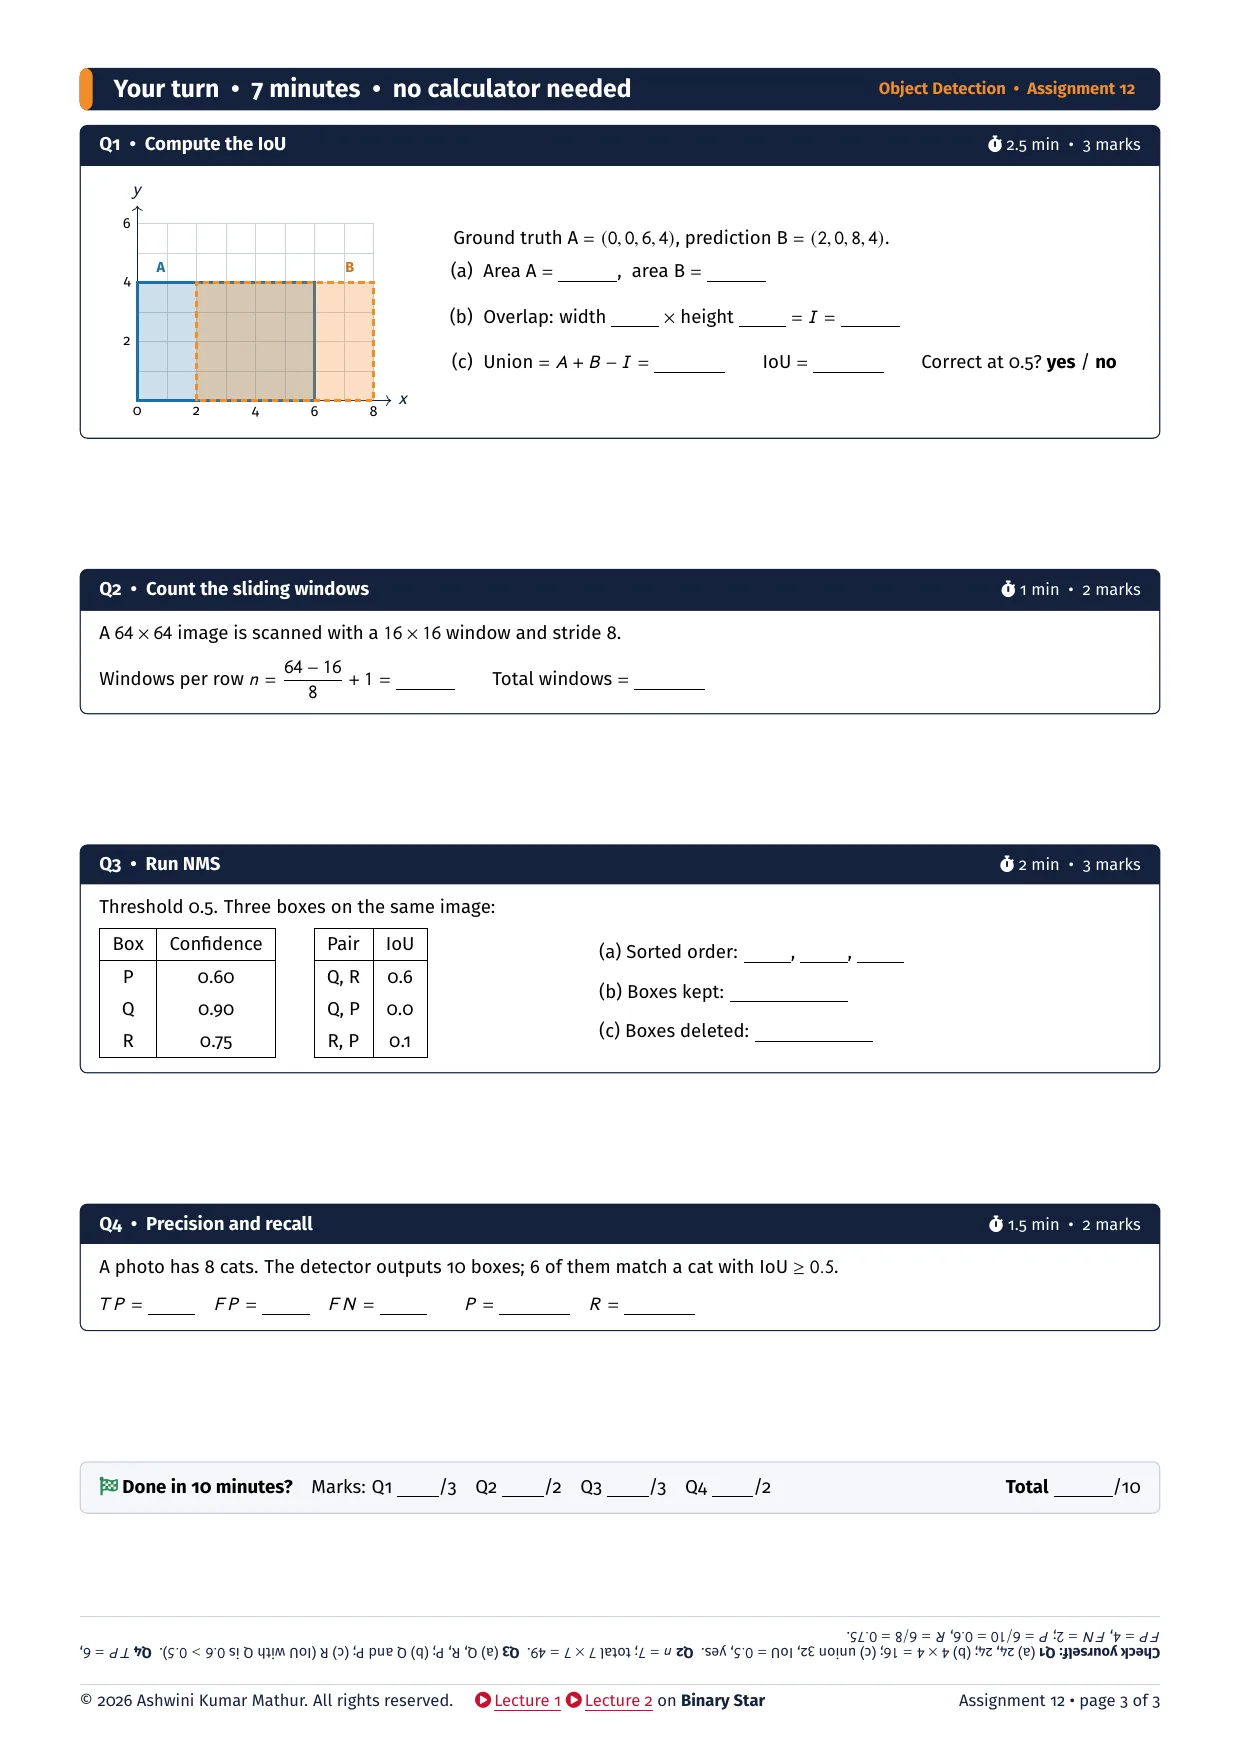 Your turn • 7 minutes • no calculator needed
Object Detection • Assignment 12
Q1 • Compute the IoU
2.5 min • 3 marks
y
6
4
2
A
B
0 2 4 6 8 x
Ground truth A = (0, 0, 6, 4), prediction B = (2, 0, 8, 4).
(a) Area A = ______, area B = ______
(b) Overlap: width _____ × height _____ = I = ______
(c) Union = A + B − I = _______ IoU = _______ Correct at 0.5? yes / no
Q2 • Count the sliding windows
1 min • 2 marks
A 64 × 64 image is scanned with a 16 × 16 window and stride 8.
Windows per row n = (64 − 16)/8 + 1 = ______ Total windows = _______
Q3 • Run NMS
2 min • 3 marks
Threshold 0.5. Three boxes on the same image:
Box Confidence
P 0.60
Q 0.90
R 0.75
Pair IoU
Q, R 0.6
Q, P 0.0
R, P 0.1
(a) Sorted order: _____, _____, _____
(b) Boxes kept: ____________
(c) Boxes deleted: ____________
Q4 • Precision and recall
1.5 min • 2 marks
A photo has 8 cats. The detector outputs 10 boxes; 6 of them match a cat with IoU ≥ 0.5.
TP = _____ FP = _____ FN = _____ P = _______ R = _______
Done in 10 minutes? Marks: Q1 ____/3 Q2 ____/2 Q3 ____/3 Q4 ____/2
Total ______/10
Check yourself: Q1 (a) 24, 24; (b) 4 × 4 = 16; (c) union 32, IoU = 0.5, yes. Q2 n = 7; total 7 × 7 = 49. Q3 (a) Q, R, P; (b) Q and P; (c) R (IoU with Q is 0.6 > 0.5). Q4 TP = 6,
FP = 4, FN = 2; P = 6/10 = 0.6, R = 6/8 = 0.75.
© 2026 Ashwini Kumar Mathur. All rights reserved. Lecture 1 Lecture 2 on Binary Star
Assignment 12 • page 3 of 3